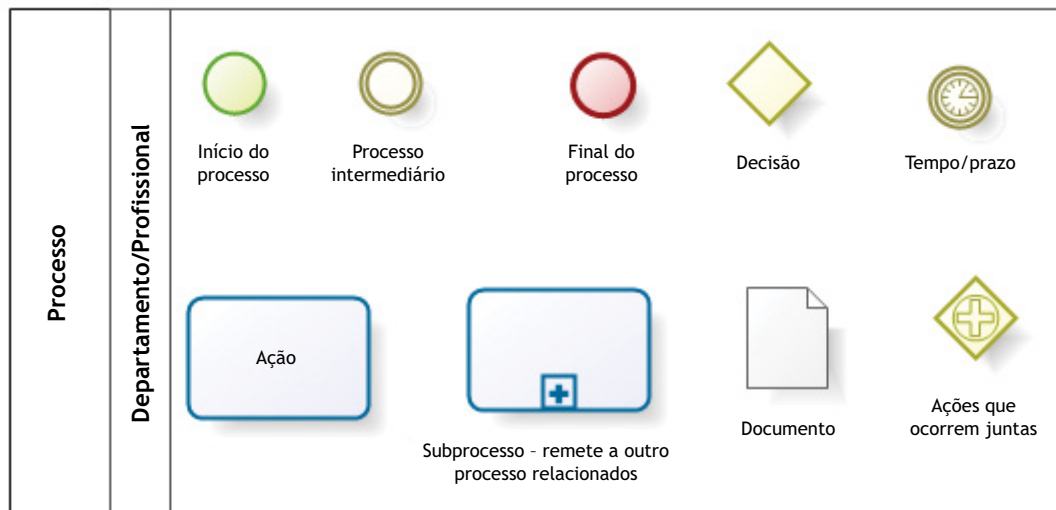 Processo
Departamento/Profissional
Início do
processo
Processo
intermediário
Final do
processo
Decisão
Tempo/prazo
Ação
Subprocesso – remete a outro
processo relacionados
Documento
Ações que
ocorrem juntas